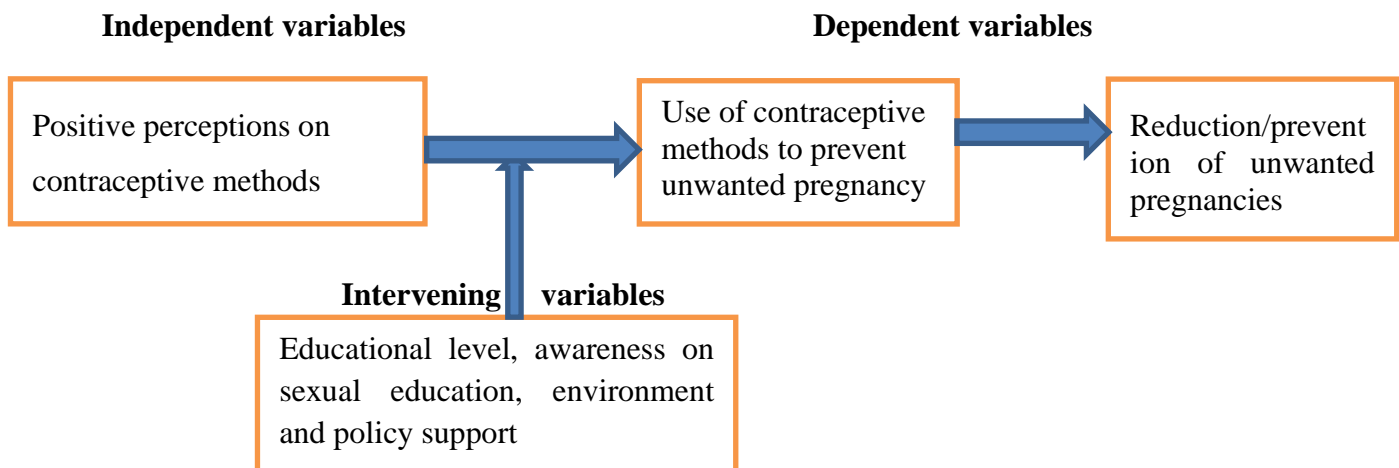 Independent variables
Dependent variables
Positive perceptions on
contraceptive methods
Use of contraceptive
methods to prevent
unwanted pregnancy
Reduction/prevent
ion of unwanted
pregnancies
Intervening variables
Educational level, awareness on
sexual education, environment
and policy support